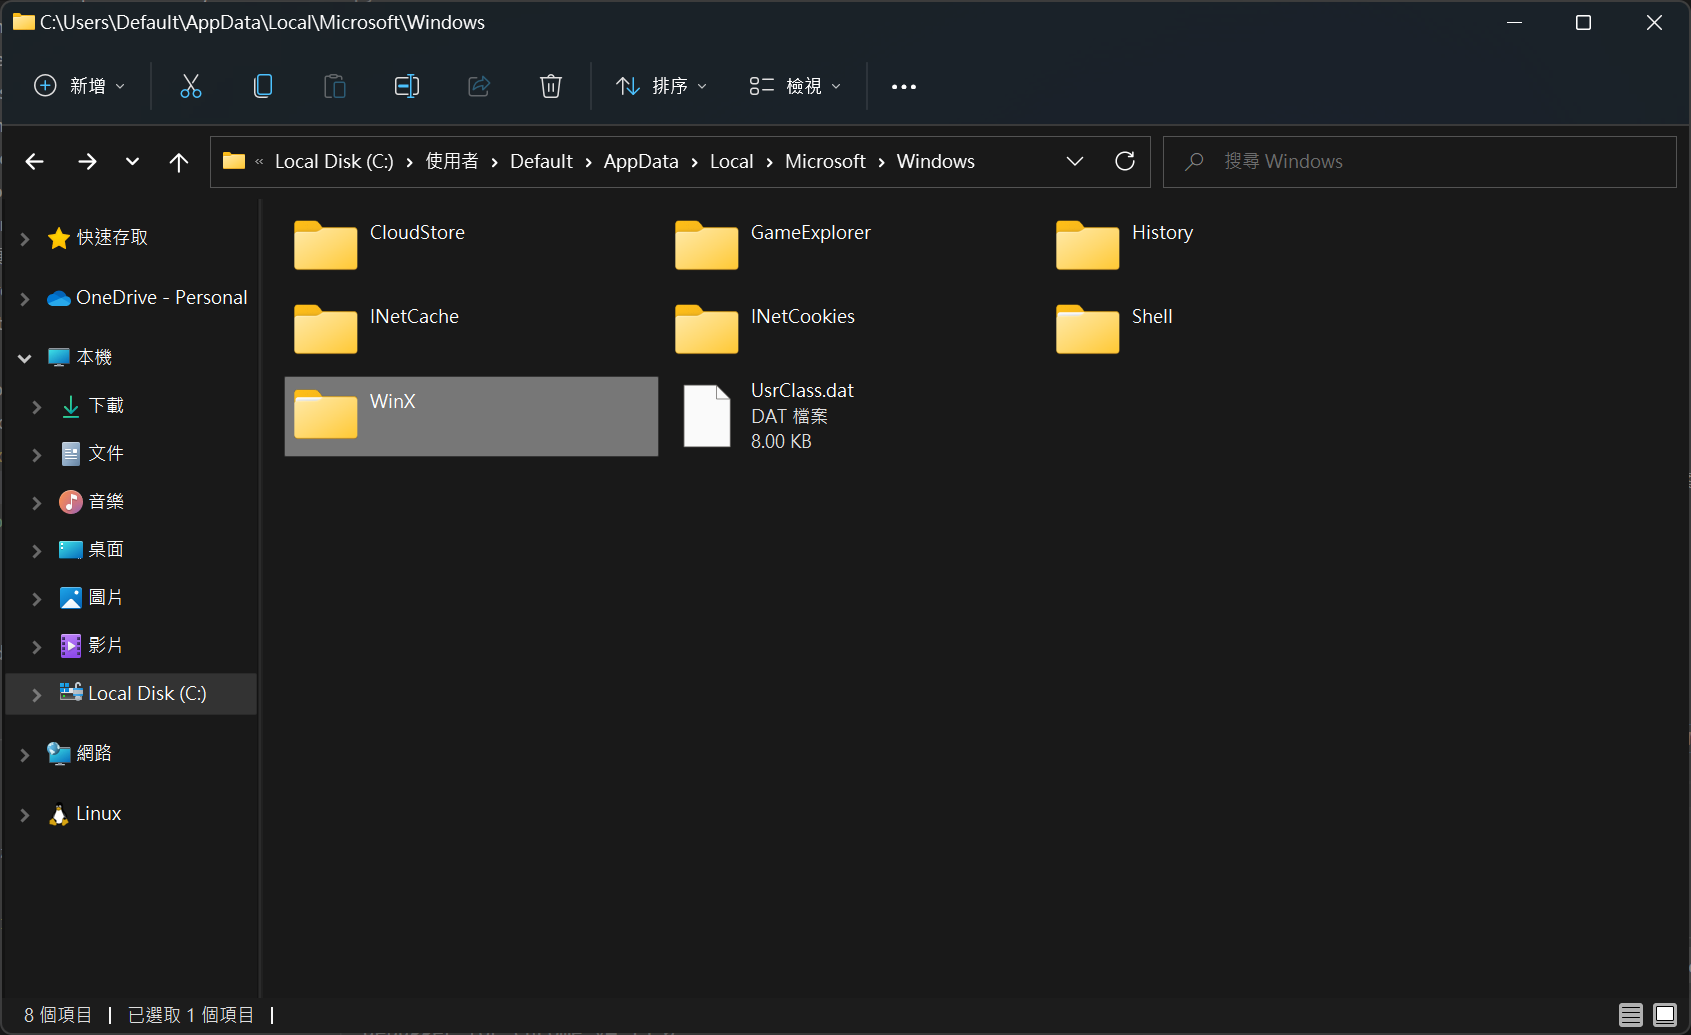 C:\Users\Default\AppData\Local\Microsoft\Windows
新增
排序
檢視
« Local Disk (C:) › 使用者 › Default › AppData › Local › Microsoft › Windows
搜尋 Windows
快速存取
OneDrive - Personal
本機
下載
文件
音樂
桌面
圖片
影片
Local Disk (C:)
網路
Linux
CloudStore
GameExplorer
History
INetCache
INetCookies
Shell
WinX
UsrClass.dat
DAT 檔案
8.00 KB
8 個項目 | 已選取 1 個項目 |